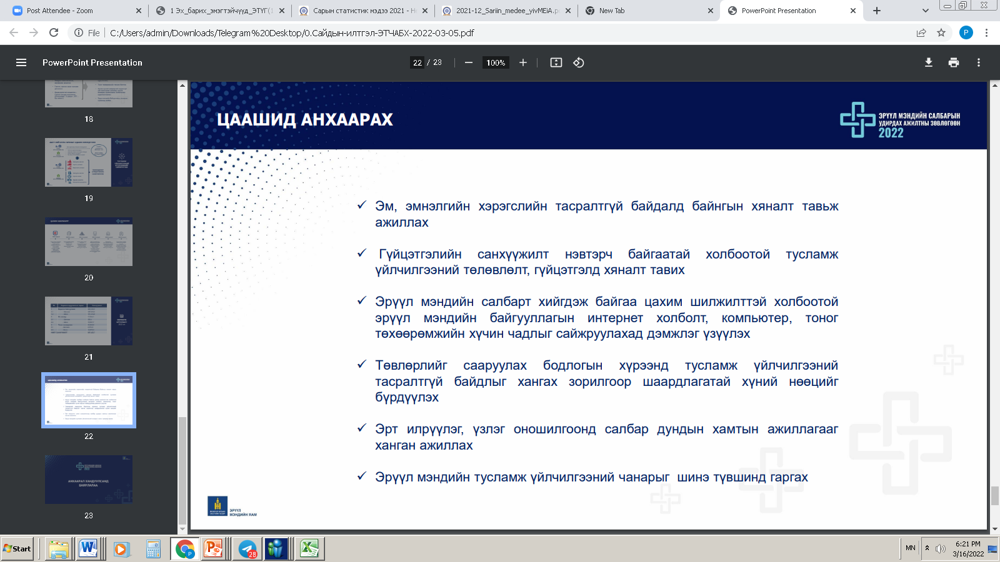 Post Attendee - Zoom
1 Эх_барих_эмэгтэйчүүд_ЭТҮГ(1
Сарын статистик мэдээ 2021 - Н
2021-12_Sariin_medee_yivMEiA.p
New Tab
PowerPoint Presentation
File
C:/Users/admin/Downloads/Telegram%20Desktop/0.Сайдын-илтгэл-ЭТЧАБХ-2022-03-05.pdf
P
PowerPoint Presentation
22 / 23
100%
18
19
20
21
22
АНХААРАЛ ХАНДУУЛСАНД
БАЯРЛАЛАА
23
ЦААШИД АНХААРАХ
ЭРҮҮЛ МЭНДИЙН САЛБАРЫН
УДИРДАХ АЖИЛТНЫ ЗӨВЛӨГӨӨН
2022
✓ Эм, эмнэлгийн хэрэгслийн тасралтгүй байдалд байнгын хяналт тавьж
ажиллах
✓ Гүйцэтгэлийн санхүүжилт нэвтэрч байгаатай холбоотой тусламж
үйлчилгээний төлөвлөлт, гүйцэтгэлд хяналт тавих
✓ Эрүүл мэндийн салбарт хийгдэж байгаа цахим шилжилттэй холбоотой
эрүүл мэндийн байгууллагын интернет холболт, компьютер, тоног
төхөөрөмжийн хүчин чадлыг сайжруулахад дэмжлэг үзүүлэх
✓ Төвлөрлийг сааруулах бодлогын хүрээнд тусламж үйлчилгээний
тасралтгүй байдлыг хангах зорилгоор шаардлагатай хүний нөөцийг
бүрдүүлэх
✓ Эрт илрүүлэг, үзлэг оношилгоонд салбар дундын хамтын ажиллагааг
ханган ажиллах
✓ Эрүүл мэндийн тусламж үйлчилгээний чанарыг шинэ түвшинд гаргах
ЭРҮҮЛ
МЭНДИЙН ЯАМ
Start
28
MN
6:21 PM
3/16/2022